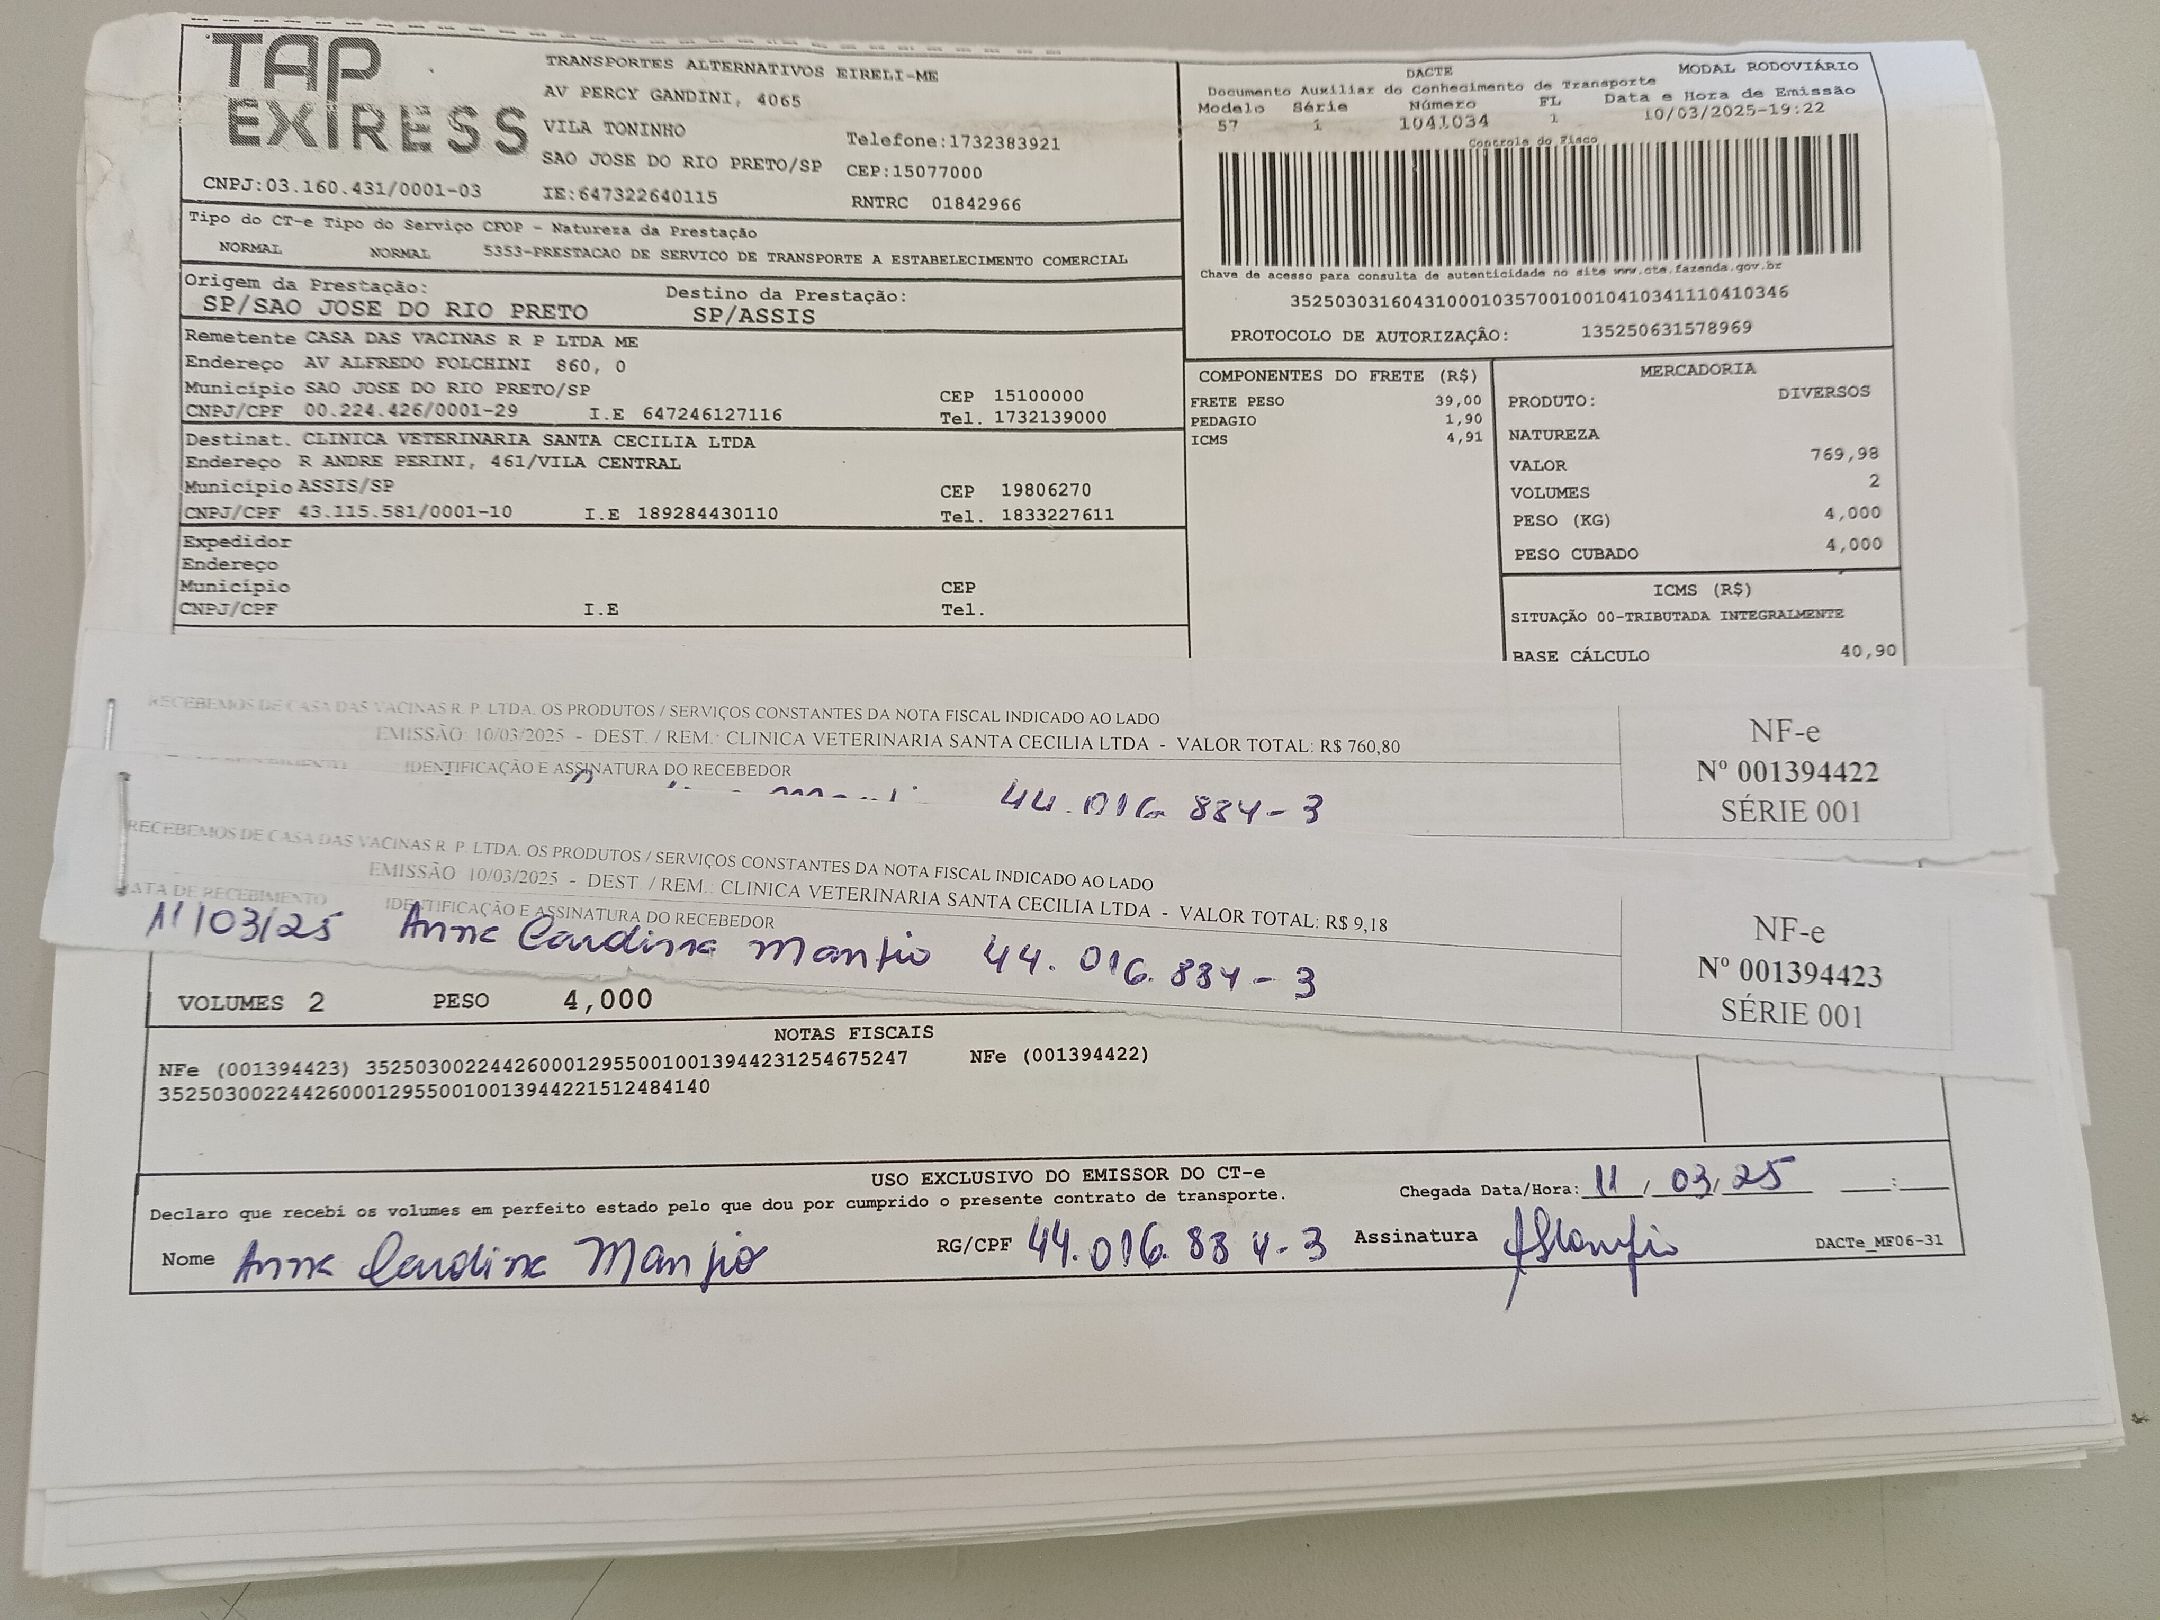 TAP
EXPRESS
TRANSPORTES ALTERNATIVOS EIRELI-ME
AV PERCY GANDINI, 4065
VILA TONINHO
Telefone:1732383921
SAO JOSE DO RIO PRETO/SP CEP:15077000
CNPJ:03.160.431/0001-03 IE:647322640115 RNTRC 01842966
DACTE MODAL RODOVIÁRIO
Documento Auxiliar do Conhecimento de Transporte
Modelo Série Número FL Data e Hora de Emissão
57 1 1041034 1 10/03/2025-19:22
Controle do Fisco
Chave de acesso para consulta de autenticidade no site www.cte.fazenda.gov.br
35250303160431000103570010010410341110410346
PROTOCOLO DE AUTORIZAÇÃO: 135250631578969
Tipo do CT-e Tipo do Serviço CFOP - Natureza da Prestação
NORMAL NORMAL 5353-PRESTACAO DE SERVICO DE TRANSPORTE A ESTABELECIMENTO COMERCIAL
Origem da Prestação: Destino da Prestação:
SP/SAO JOSE DO RIO PRETO SP/ASSIS
Remetente CASA DAS VACINAS R P LTDA ME
Endereço AV ALFREDO FOLCHINI 860, 0
Município SAO JOSE DO RIO PRETO/SP CEP 15100000
CNPJ/CPF 00.224.426/0001-29 I.E 647246127116 Tel. 1732139000
Destinat. CLINICA VETERINARIA SANTA CECILIA LTDA
Endereço R ANDRE PERINI, 461/VILA CENTRAL
Município ASSIS/SP CEP 19806270
CNPJ/CPF 43.115.581/0001-10 I.E 189284430110 Tel. 1833227611
Expedidor
Endereço
Município CEP
CNPJ/CPF I.E Tel.
COMPONENTES DO FRETE (R$)
FRETE PESO 39,00
PEDAGIO 1,90
ICMS 4,91
MERCADORIA
PRODUTO: DIVERSOS
NATUREZA
VALOR 769,98
VOLUMES 2
PESO (KG) 4,000
PESO CUBADO 4,000
ICMS (R$)
SITUAÇÃO 00-TRIBUTADA INTEGRALMENTE
BASE CÁLCULO 40,90
RECEBEMOS DE CASA DAS VACINAS R. P. LTDA. OS PRODUTOS / SERVIÇOS CONSTANTES DA NOTA FISCAL INDICADO AO LADO
EMISSÃO: 10/03/2025 - DEST. / REM.: CLINICA VETERINARIA SANTA CECILIA LTDA - VALOR TOTAL: R$ 760,80
IDENTIFICAÇÃO E ASSINATURA DO RECEBEDOR
44.016.884-3
NF-e
Nº 001394422
SÉRIE 001
RECEBEMOS DE CASA DAS VACINAS R. P. LTDA. OS PRODUTOS / SERVIÇOS CONSTANTES DA NOTA FISCAL INDICADO AO LADO
EMISSÃO: 10/03/2025 - DEST. / REM.: CLINICA VETERINARIA SANTA CECILIA LTDA - VALOR TOTAL: R$ 9,18
DATA DE RECEBIMENTO IDENTIFICAÇÃO E ASSINATURA DO RECEBEDOR
11/03/25 Anna Carolina Manfio 44.016.884-3
NF-e
Nº 001394423
SÉRIE 001
VOLUMES 2 PESO 4,000
NOTAS FISCAIS
NFe (001394423) 35250300224426000129550010013944231254675247 NFe (001394422)
35250300224426000129550010013944221512484140
USO EXCLUSIVO DO EMISSOR DO CT-e
Declaro que recebi os volumes em perfeito estado pelo que dou por cumprido o presente contrato de transporte.
Chegada Data/Hora: 11/03/25 __:__
Nome Anna Carolina Manfio RG/CPF 44.016.884-3 Assinatura
DACTe_MF06-31